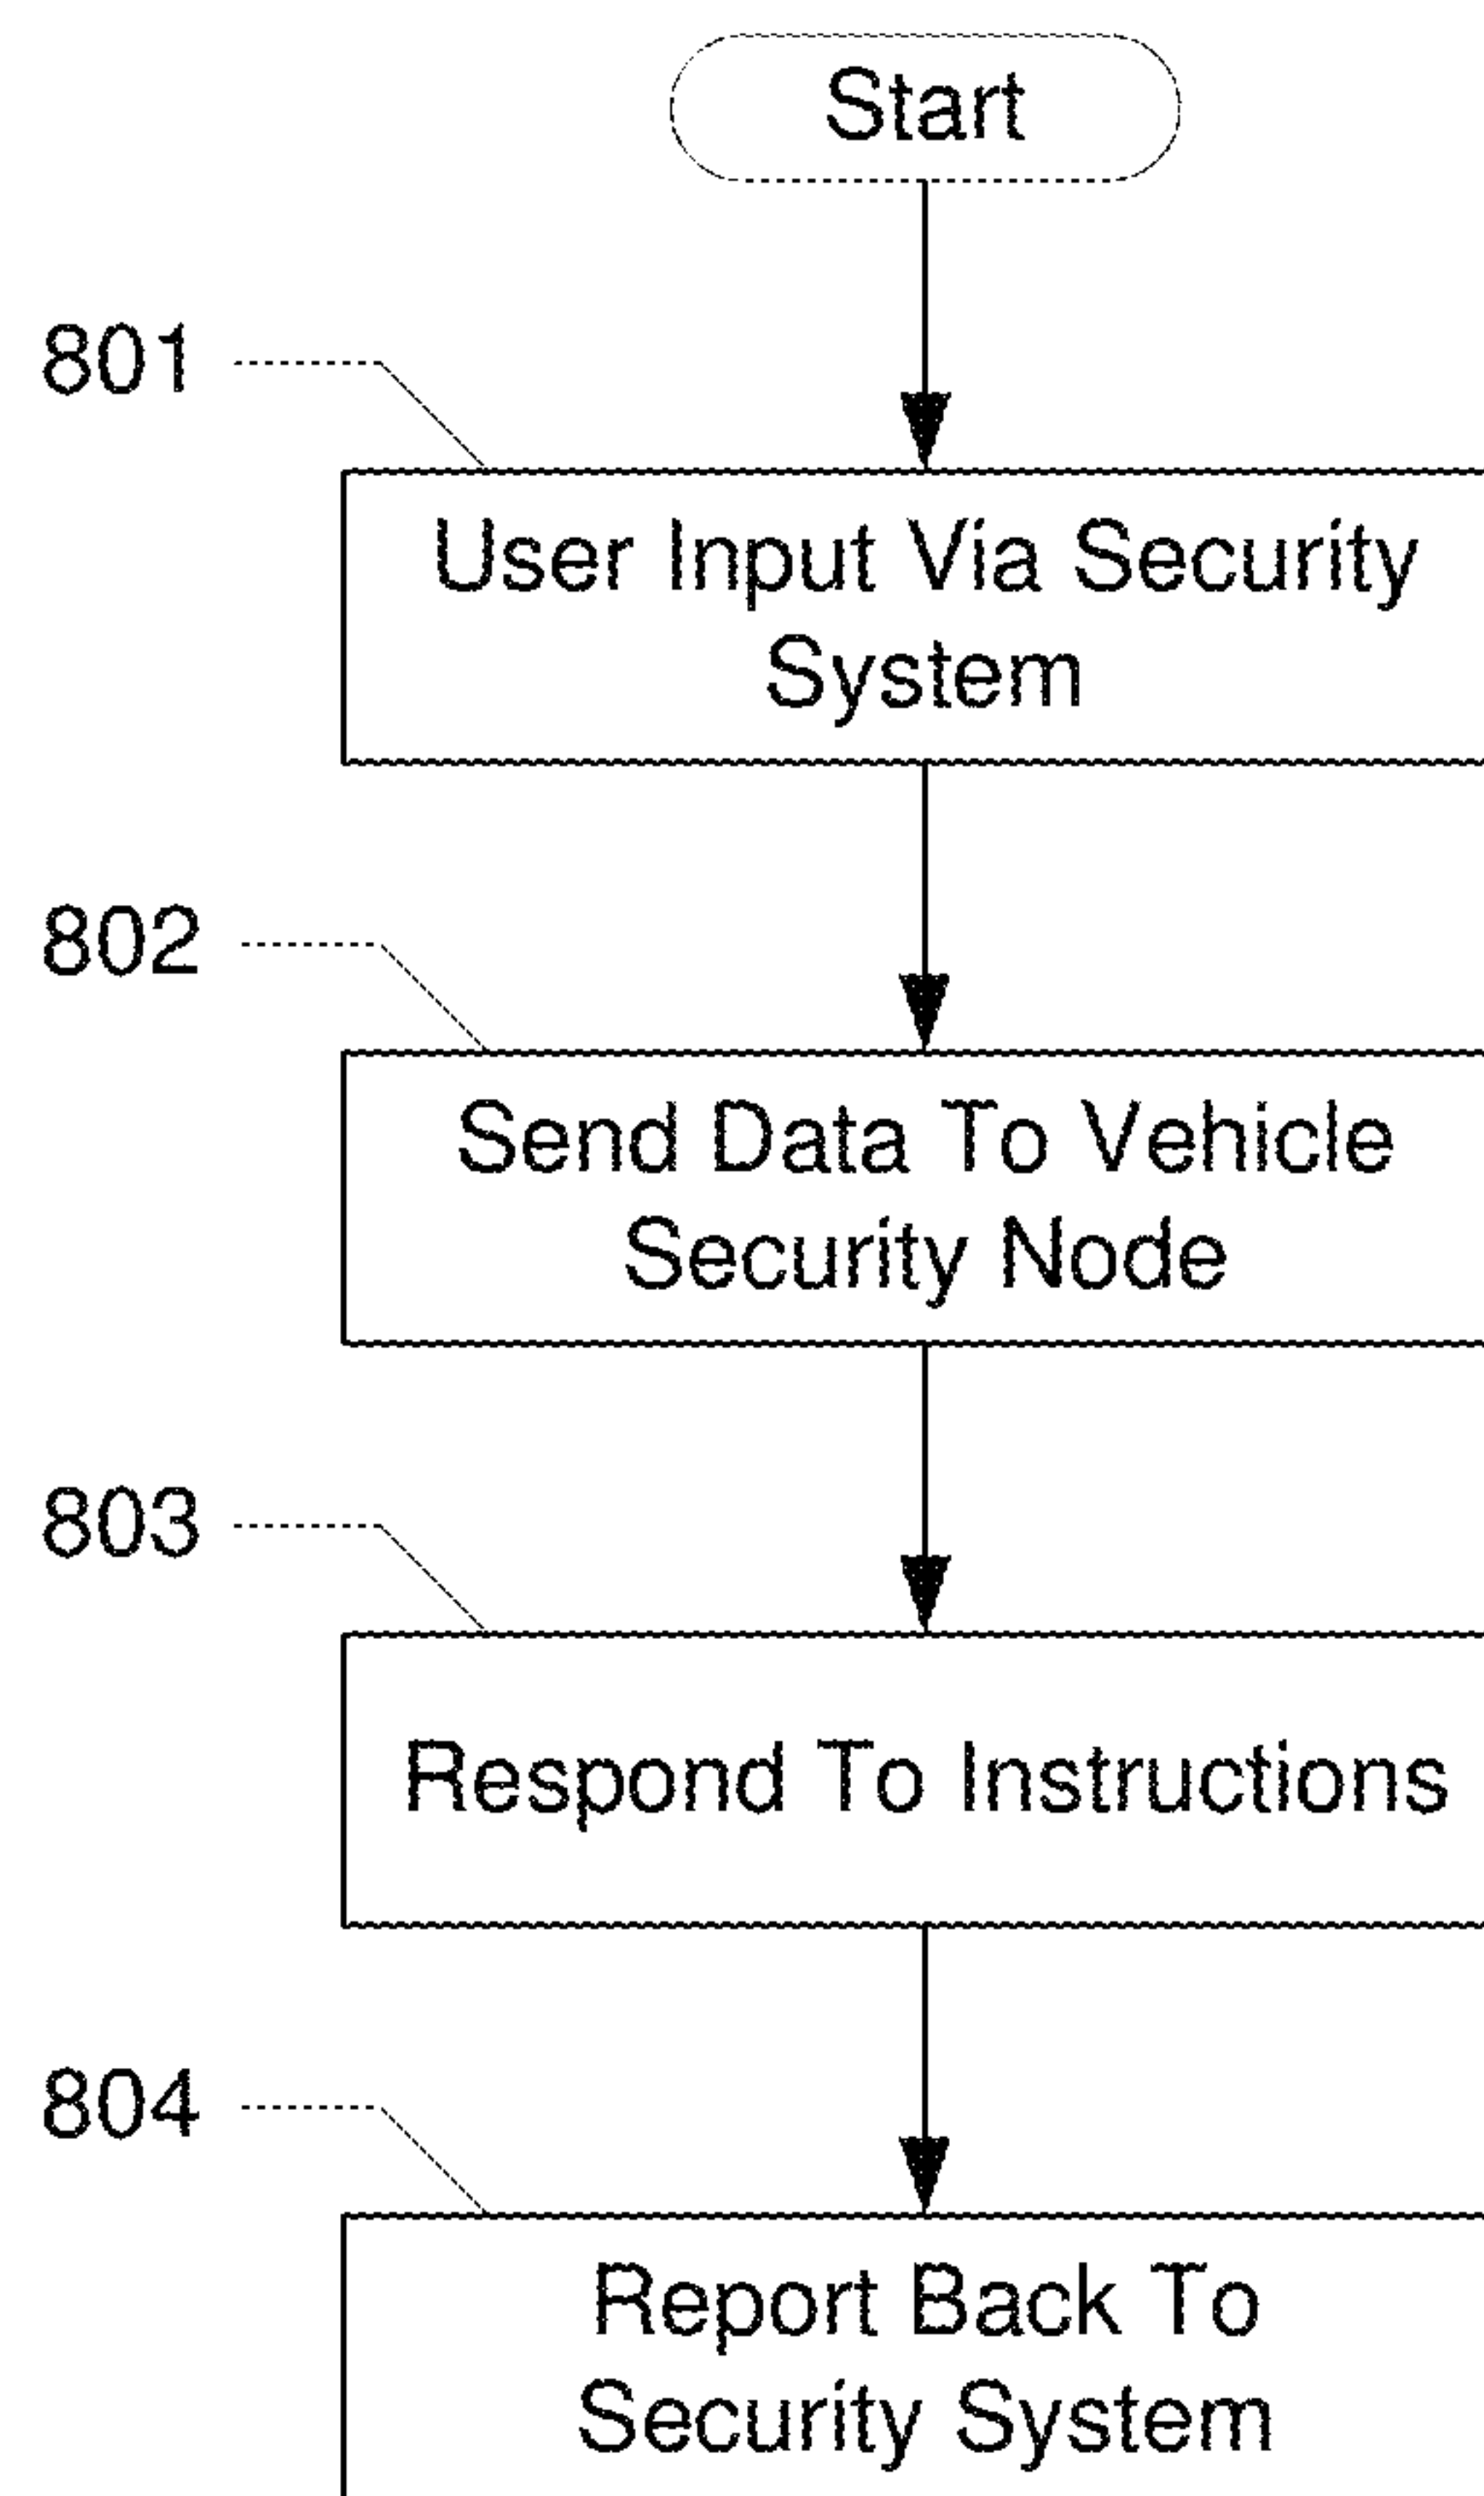 Start
801
User Input Via Security
System
802
Send Data To Vehicle
Security Node
803
Respond To Instructions
804
Report Back To
Security System